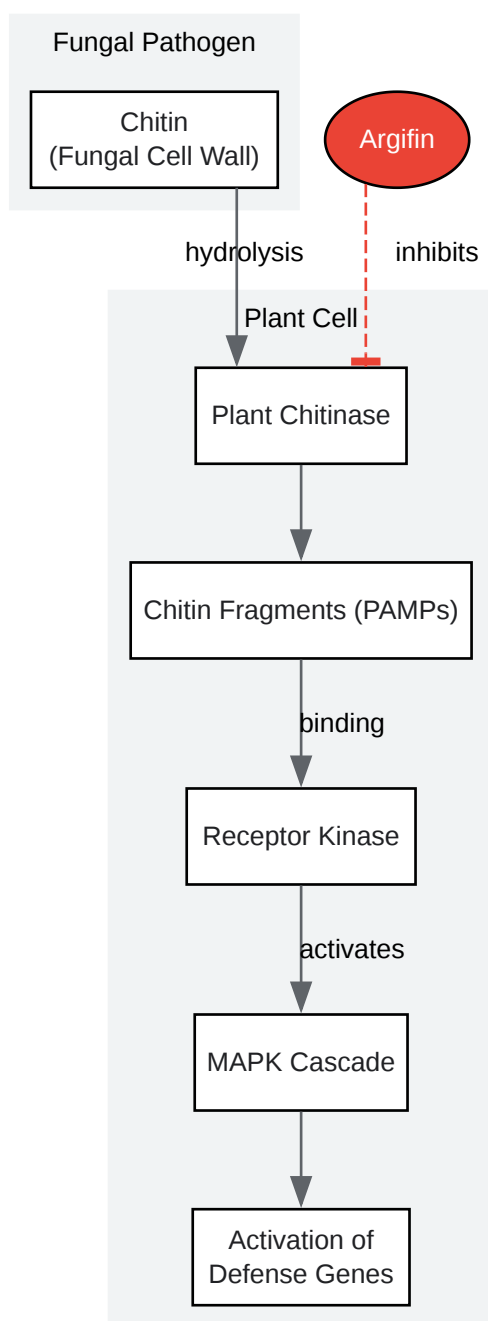 Fungal Pathogen
Chitin
(Fungal Cell Wall)
Argifin
hydrolysis
inhibits
Plant Cell
Plant Chitinase
Chitin Fragments (PAMPs)
binding
Receptor Kinase
activates
MAPK Cascade
Activation of
Defense Genes